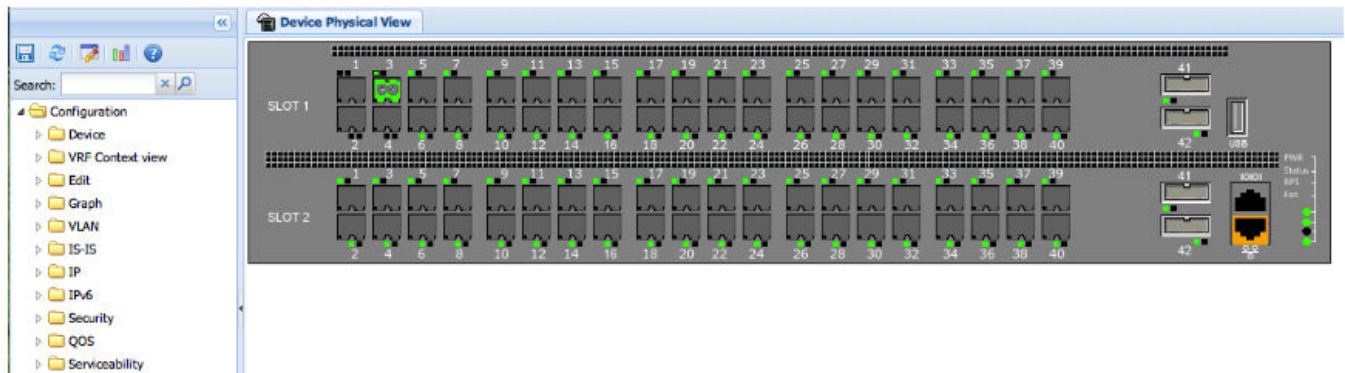 Device Physical View
Search:
Configuration
Device
VRF Context view
Edit
Graph
VLAN
IS-IS
IP
IPv6
Security
QOS
Serviceability
1 3 5 7 9 11 13 15 17 19 21 23 25 27 29 31 33 35 37 39 41
SLOT 1
2 4 6 8 10 12 14 16 18 20 22 24 26 28 30 32 34 36 38 40 42 USB
PWR
Status
RPS
Fan
1 3 5 7 9 11 13 15 17 19 21 23 25 27 29 31 33 35 37 39 41 IOIOI
SLOT 2
2 4 6 8 10 12 14 16 18 20 22 24 26 28 30 32 34 36 38 40 42